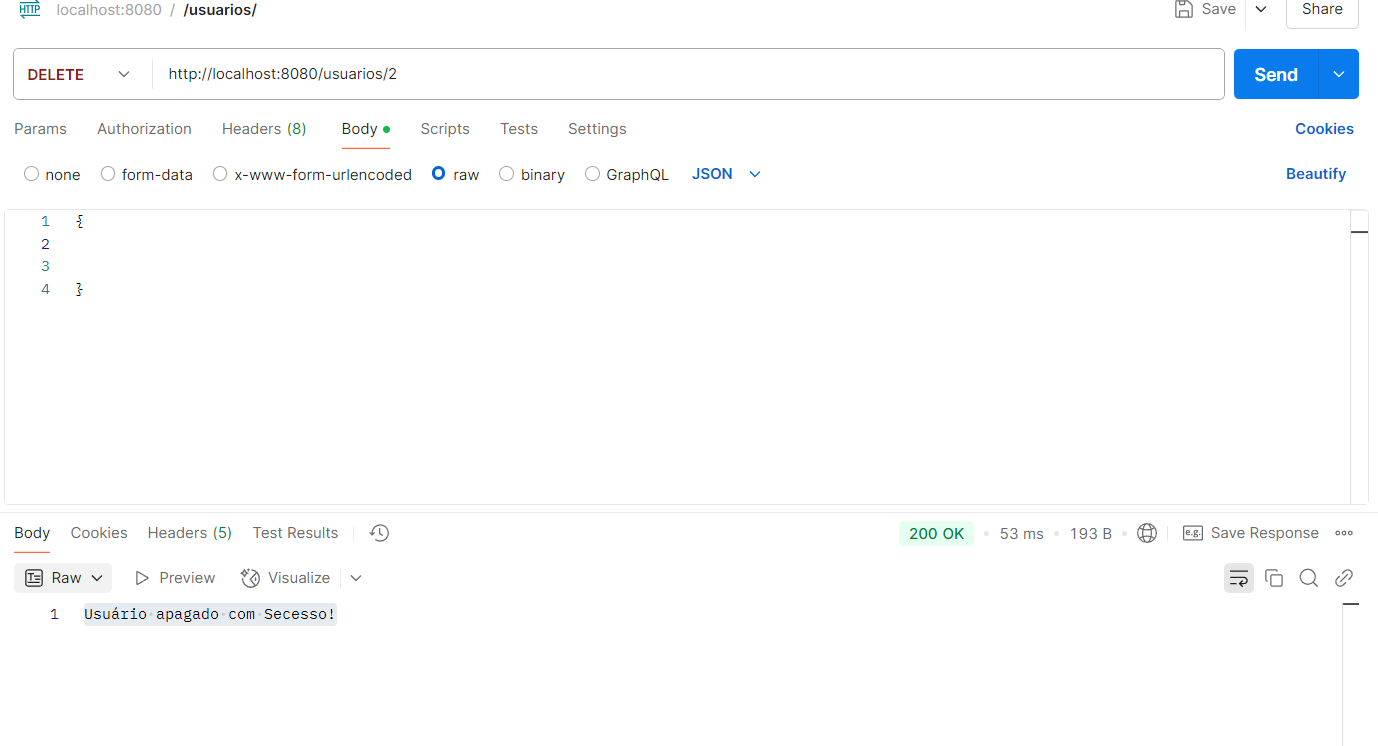 HTTP localhost:8080 / /usuarios/ Save Share
DELETE http://localhost:8080/usuarios/2 Send
Params Authorization Headers (8) Body Scripts Tests Settings Cookies
none form-data x-www-form-urlencoded raw binary GraphQL JSON Beautify
1 {
2
3
4 }
Body Cookies Headers (5) Test Results 200 OK • 53 ms • 193 B • e.g. Save Response
Raw Preview Visualize
1 Usuário apagado com Secesso!